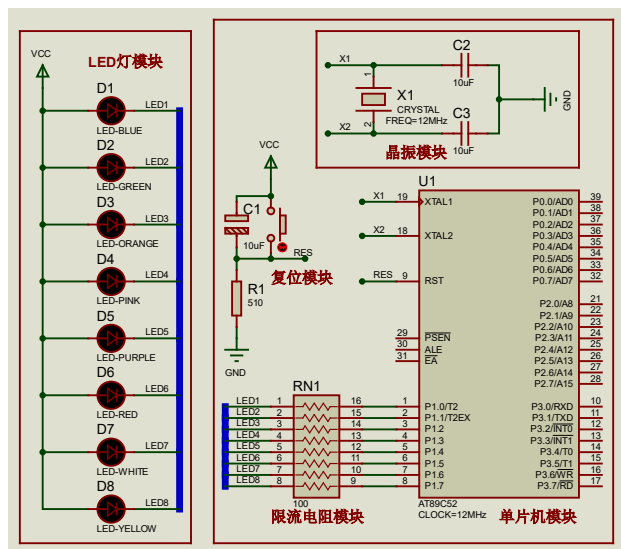 VCC
LED灯模块
D1
LED1
LED-BLUE
D2
LED2
LED-GREEN
D3
LED3
LED-ORANGE
D4
LED4
LED-PINK
D5
LED5
LED-PURPLE
D6
LED6
LED-RED
D7
LED7
LED-WHITE
D8
LED8
LED-YELLOW
X1
C2
10uF
1
X1
CRYSTAL
FREQ=12MHz
2
X2
C3
10uF
GND
晶振模块
VCC
C1
10uF
RES
复位模块
R1
510
GND
U1
X1 19 XTAL1
X2 18 XTAL2
RES 9 RST
29 PSEN
30 ALE
31 EA
P0.0/AD0 39
P0.1/AD1 38
P0.2/AD2 37
P0.3/AD3 36
P0.4/AD4 35
P0.5/AD5 34
P0.6/AD6 33
P0.7/AD7 32
P2.0/A8 21
P2.1/A9 22
P2.2/A10 23
P2.3/A11 24
P2.4/A12 25
P2.5/A13 26
P2.6/A14 27
P2.7/A15 28
RN1
LED1 1 16 1 P1.0/T2
LED2 2 15 2 P1.1/T2EX
LED3 3 14 3 P1.2
LED4 4 13 4 P1.3
LED5 5 12 5 P1.4
LED6 6 11 6 P1.5
LED7 7 10 7 P1.6
LED8 8 9 8 P1.7
P3.0/RXD 10
P3.1/TXD 11
P3.2/INT0 12
P3.3/INT1 13
P3.4/T0 14
P3.5/T1 15
P3.6/WR 16
P3.7/RD 17
100
限流电阻模块
AT89C52
CLOCK=12MHz
单片机模块